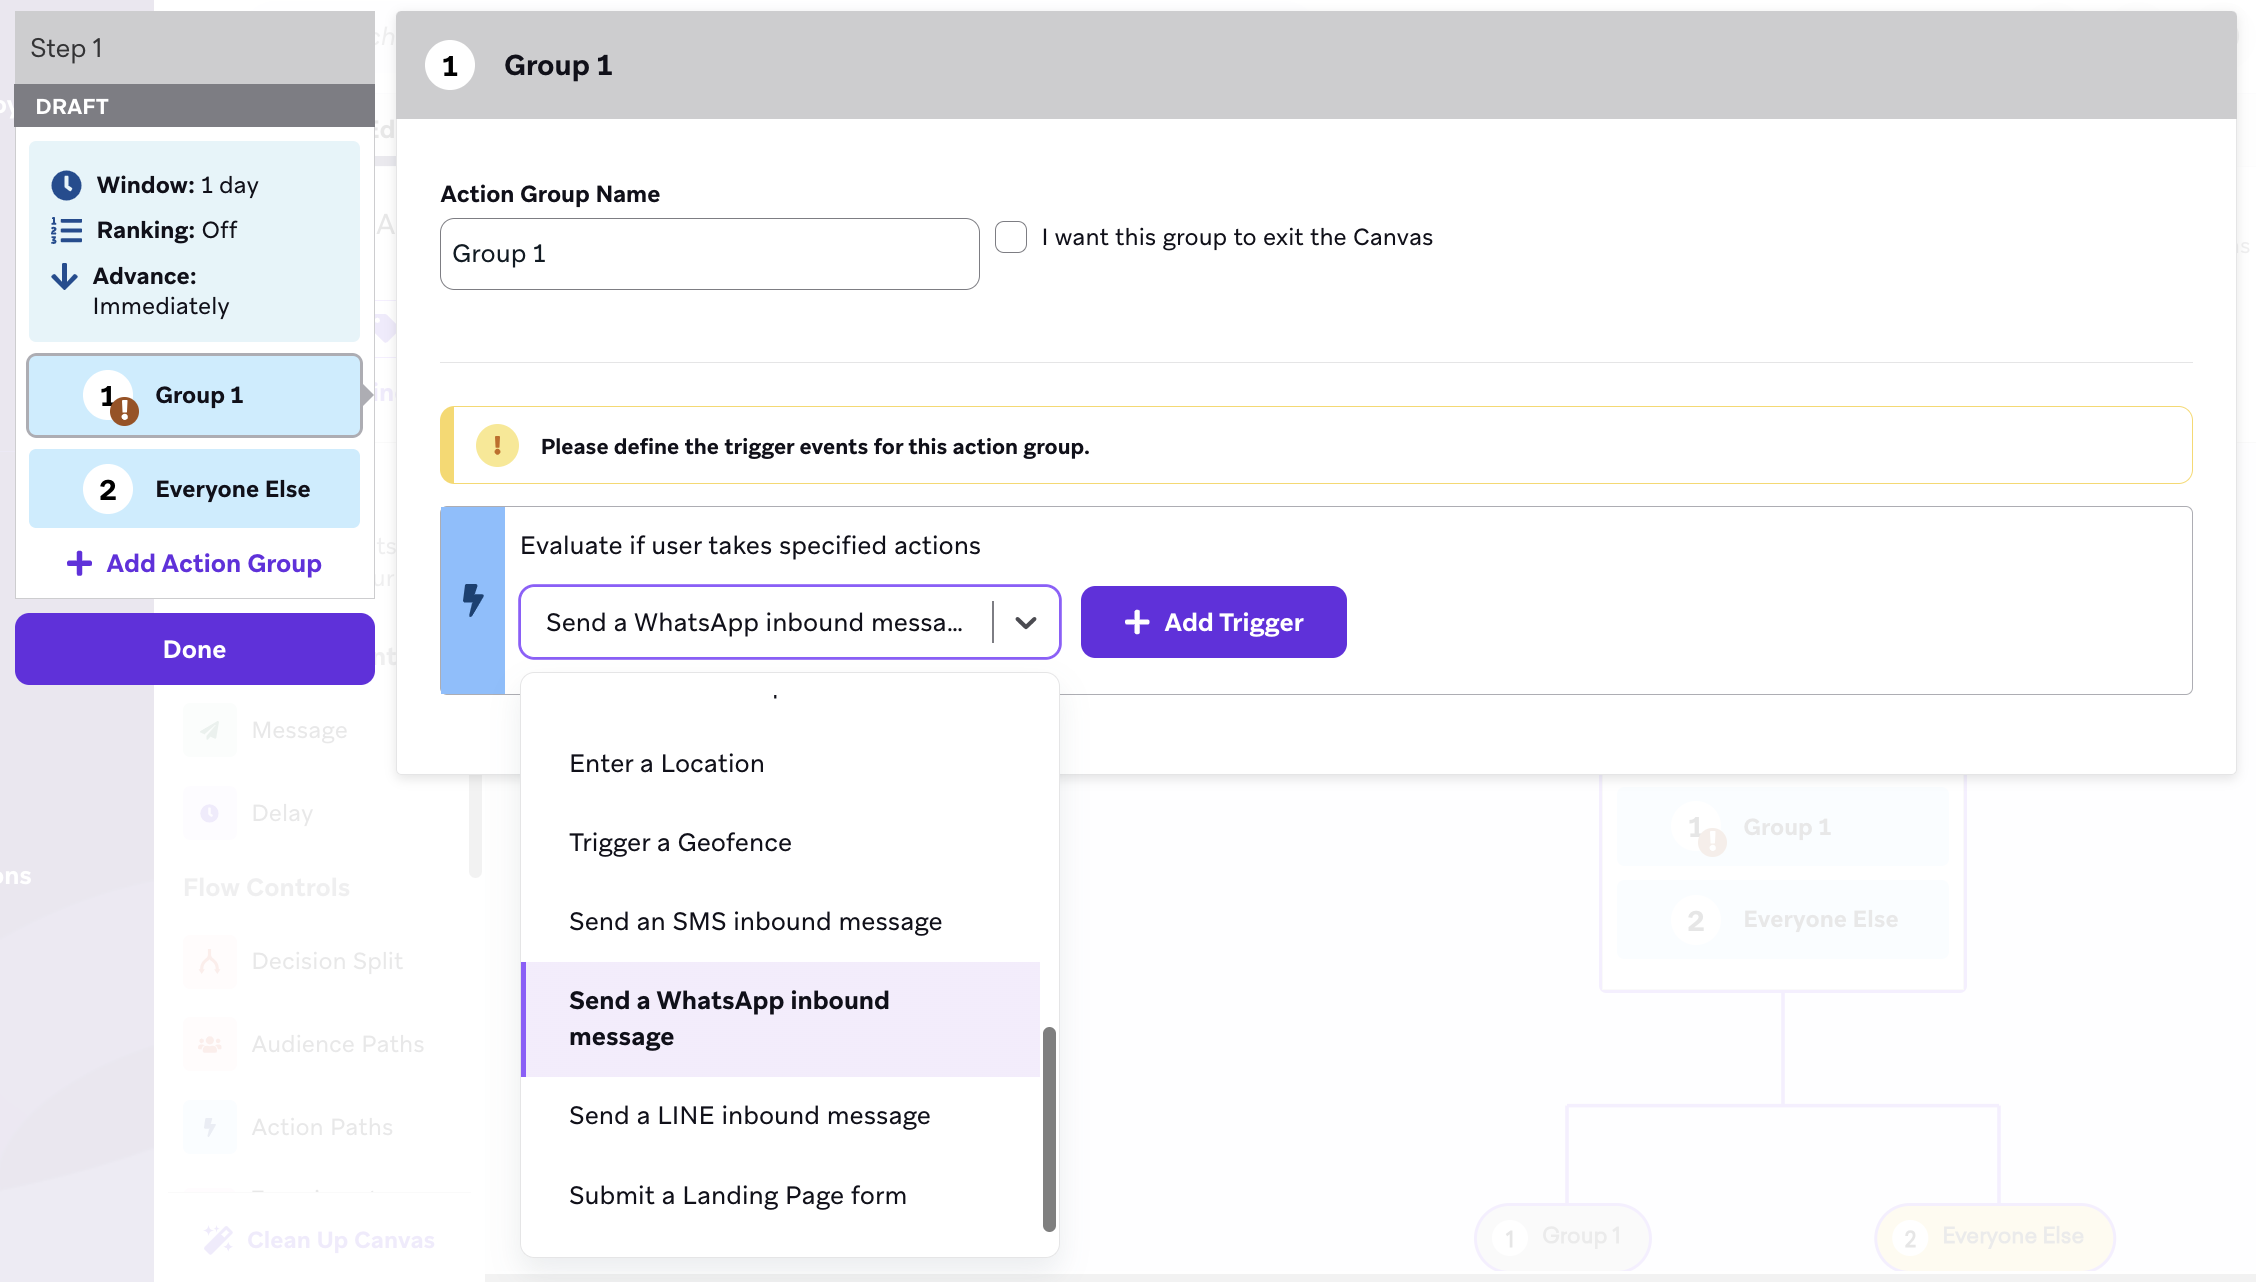 Step 1
DRAFT
Window: 1 day
1
2
3
Ranking: Off
Advance:
Immediately
1 ! Group 1
2 Everyone Else
+ Add Action Group
Done
Message
Delay
ons
Flow Controls
Decision Split
Audience Paths
Action Paths
Clean Up Canvas
1 Group 1
Action Group Name
Group 1
I want this group to exit the Canvas
! Please define the trigger events for this action group.
Evaluate if user takes specified actions
Send a WhatsApp inbound messa...
+ Add Trigger
Enter a Location
Trigger a Geofence
Send an SMS inbound message
Send a WhatsApp inbound
message
Send a LINE inbound message
Submit a Landing Page form
1 ! Group 1
2 Everyone Else
1 Group 1
2 Everyone Else